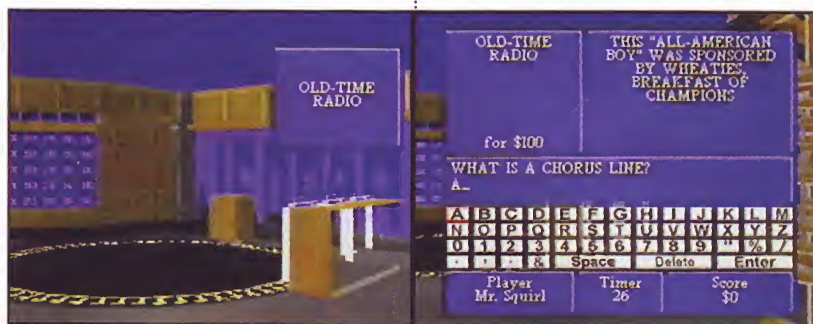 OLD-TIME
RADIO
OLD-TIME
RADIO
for $100
THIS "ALL-AMERICAN
BOY" WAS SPONSORED
BY WHEATIES,
BREAKFAST OF
CHAMPIONS
WHAT IS A CHORUS LINE?
A_
A B C D E F G H I J K L M
N O P Q R S T U V W X Y Z
0 1 2 3 4 5 6 7 8 9 " % /
& Space Delete Enter
Player
Mr. Squirl
Timer
26
Score
$0